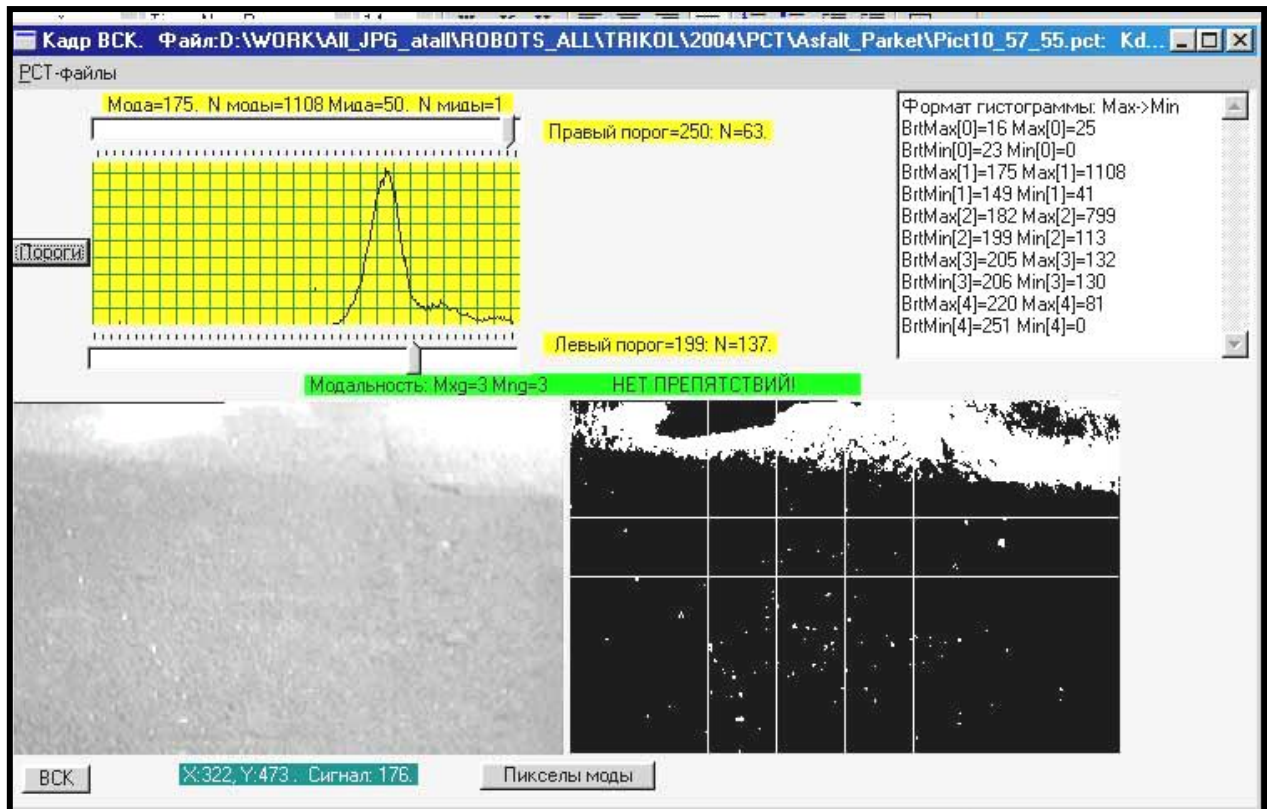 Кадр ВСК. Файл:D:\WORK\All_JPG_atall\ROBOTS_ALL\TRIKOL\2004\PCT\Asfalt_Parket\Pict10_57_55.pct: Kd...
PCT-файлы
Мода=175. N моды=1108 Мида=50. N миды=1
Правый порог=250: N=63.
Формат гистограммы: Max->Min
BrtMax[0]=16 Max[0]=25
BrtMin[0]=23 Min[0]=0
BrtMax[1]=175 Max[1]=1108
BrtMin[1]=149 Min[1]=41
BrtMax[2]=182 Max[2]=799
BrtMin[2]=199 Min[2]=113
BrtMax[3]=205 Max[3]=132
BrtMin[3]=206 Min[3]=130
BrtMax[4]=220 Max[4]=81
BrtMin[4]=251 Min[4]=0
Пороги
Левый порог=199: N=137.
Модальность: Mxg=3 Mng=3 НЕТ ПРЕПЯТСТВИЙ!
ВСК
X:322, Y:473. Сигнал: 176.
Пикселы моды